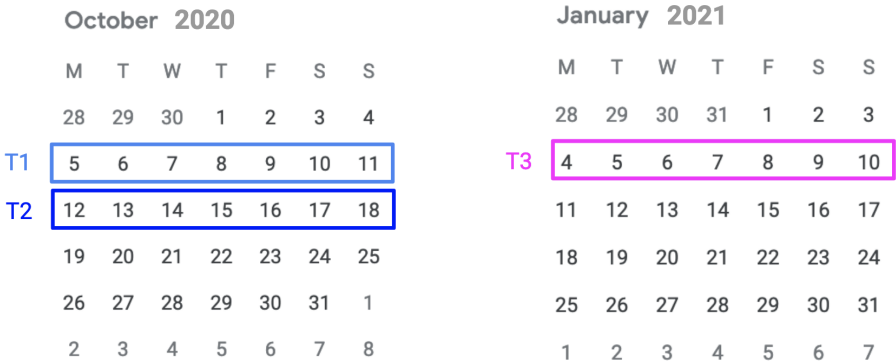 October 2020
M T W T F S S
28 29 30 1 2 3 4
T1 5 6 7 8 9 10 11
T2 12 13 14 15 16 17 18
19 20 21 22 23 24 25
26 27 28 29 30 31 1
2 3 4 5 6 7 8
January 2021
M T W T F S S
28 29 30 31 1 2 3
T3 4 5 6 7 8 9 10
11 12 13 14 15 16 17
18 19 20 21 22 23 24
25 26 27 28 29 30 31
1 2 3 4 5 6 7